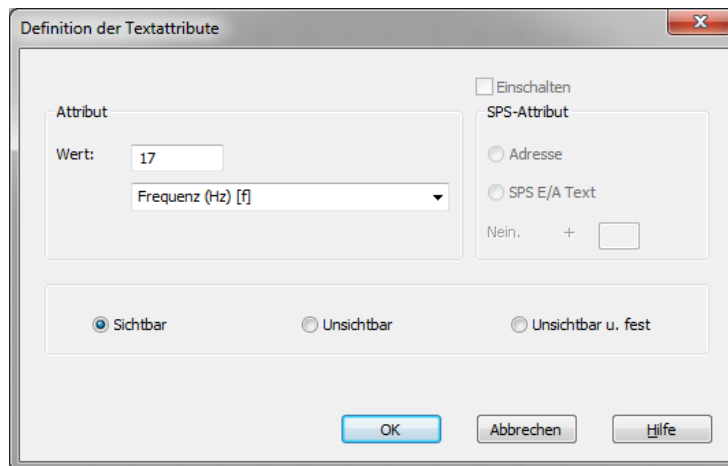 Definition der Textattribute
Einschalten
Attribut
SPS-Attribut
Wert: 17
Adresse
Frequenz (Hz) [f]
SPS E/A Text
Nein. +
Sichtbar Unsichtbar Unsichtbar u. fest
OK Abbrechen Hilfe